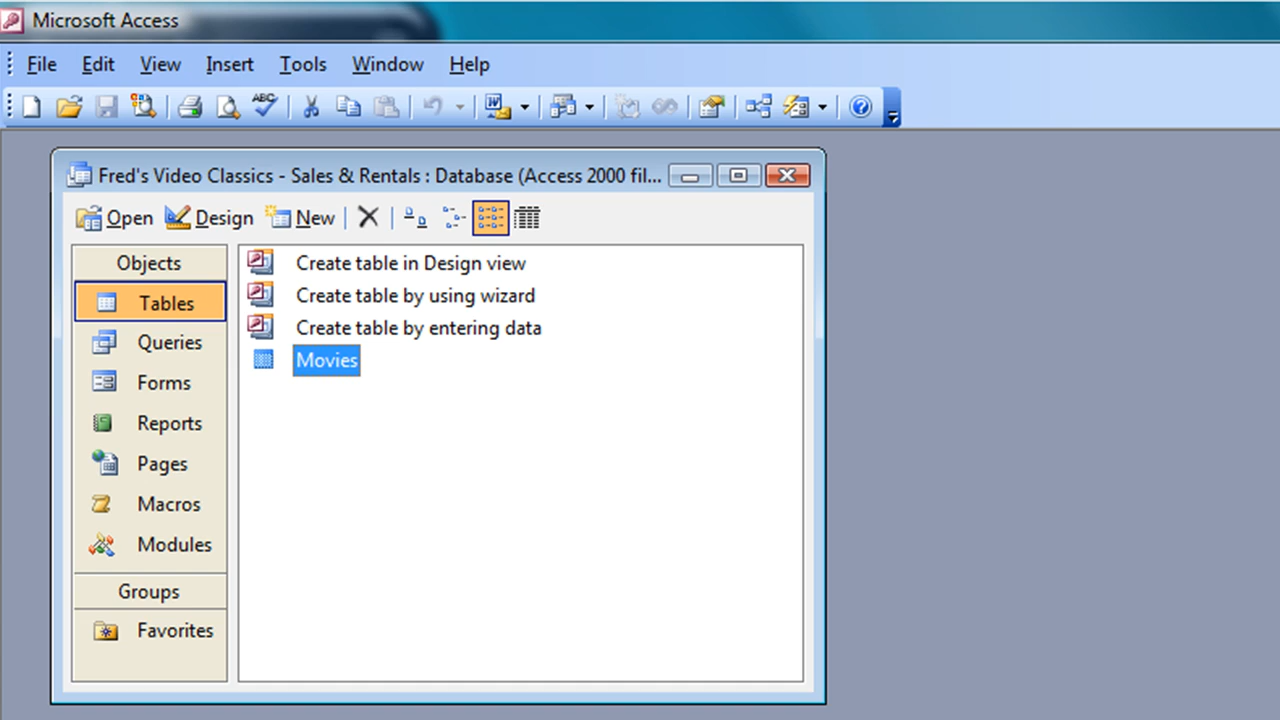 Microsoft Access
File Edit View Insert Tools Window Help
ABC
W
Fred's Video Classics - Sales & Rentals : Database (Access 2000 fil...
Open Design New
Objects
Tables
Queries
Forms
Reports
Pages
Macros
Modules
Groups
Favorites
Create table in Design view
Create table by using wizard
Create table by entering data
Movies